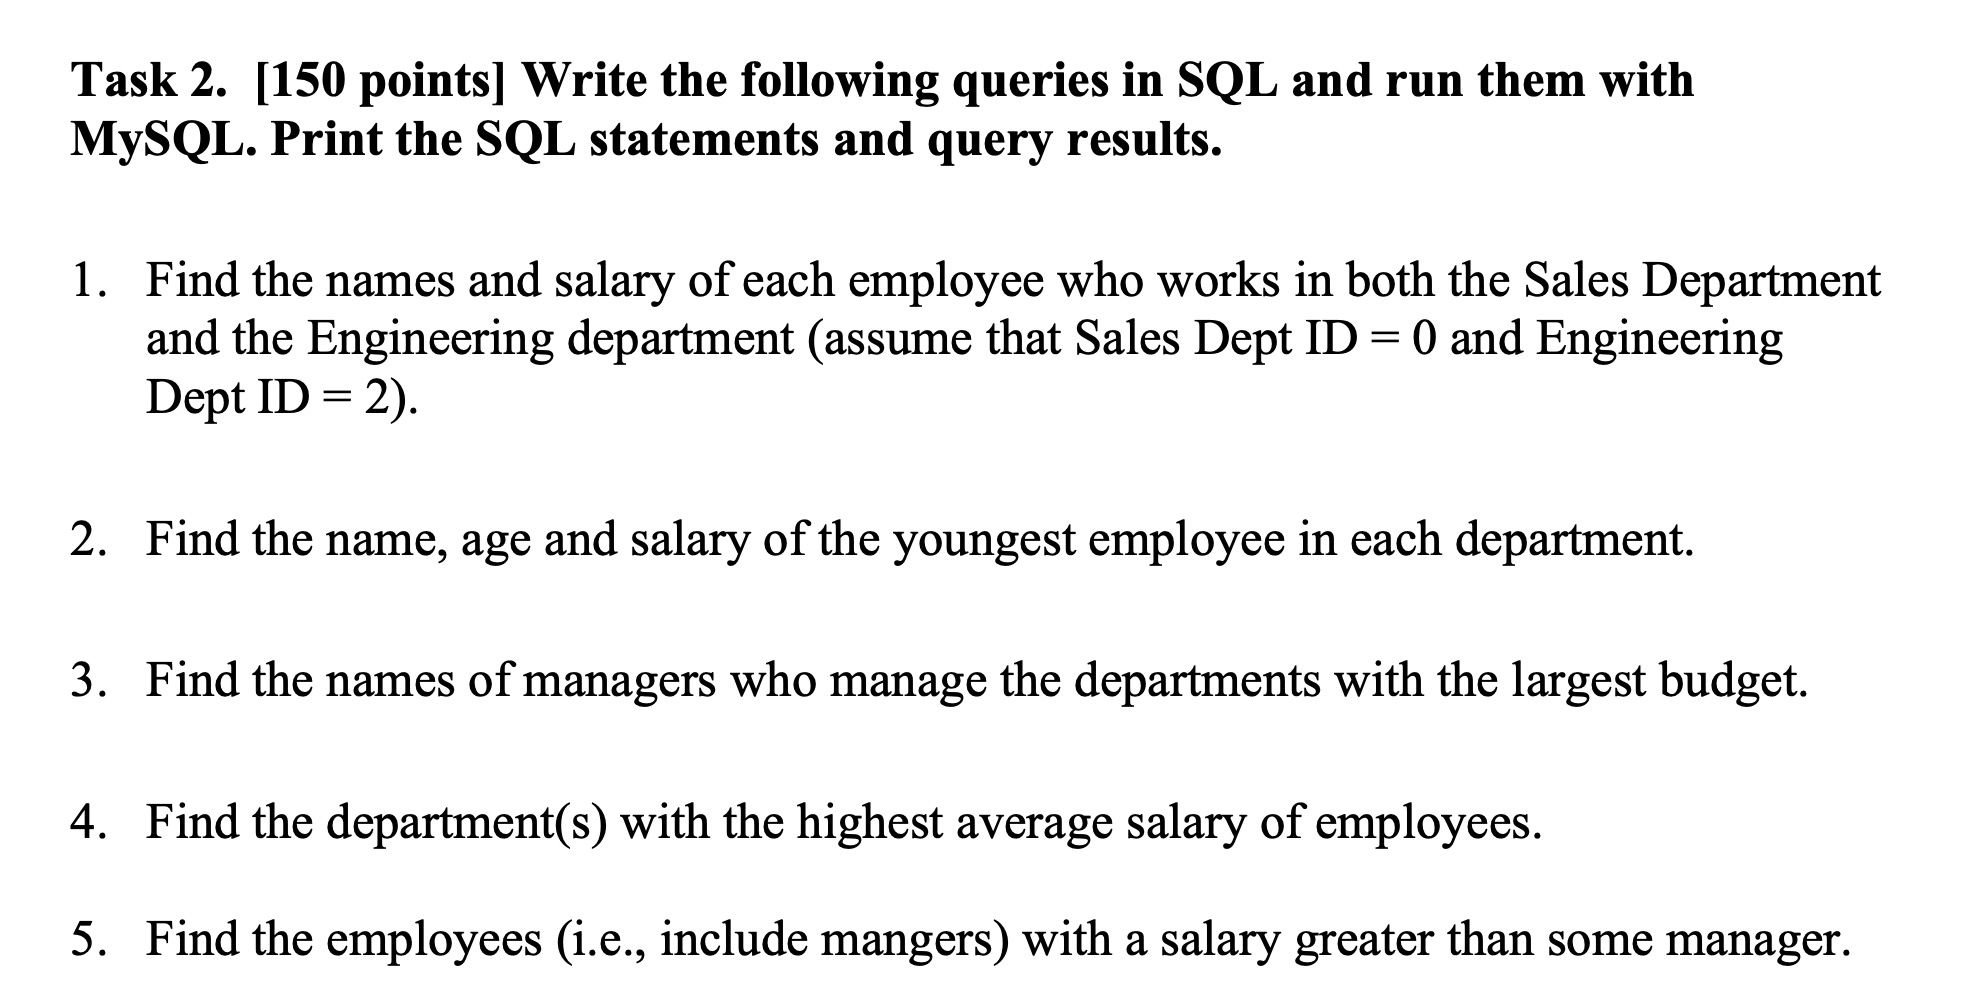 Task 2. [150 points] Write the following queries in SQL and run them with
MySQL. Print the SQL statements and query results.
1. Find the names and salary of each employee who works in both the Sales Department
and the Engineering department (assume that Sales Dept ID = 0 and Engineering
Dept ID = 2).
2. Find the name, age and salary of the youngest employee in each department.
3. Find the names of managers who manage the departments with the largest budget.
4. Find the department(s) with the highest average salary of employees.
5. Find the employees (i.e., include mangers) with a salary greater than some manager.